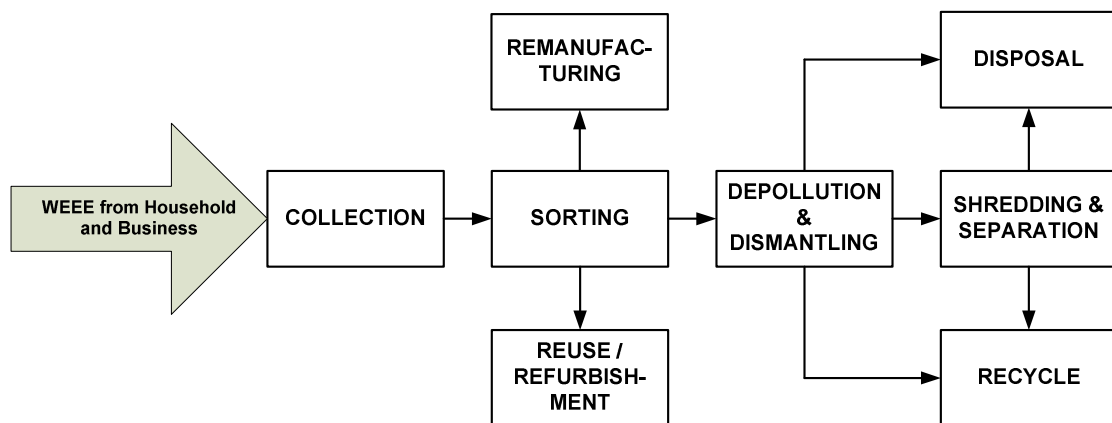 REMANUFAC-
TURING
DISPOSAL
WEEE from Household
and Business
COLLECTION
SORTING
DEPOLLUTION
&
DISMANTLING
SHREDDING &
SEPARATION
REUSE /
REFURBISH-
MENT
RECYCLE